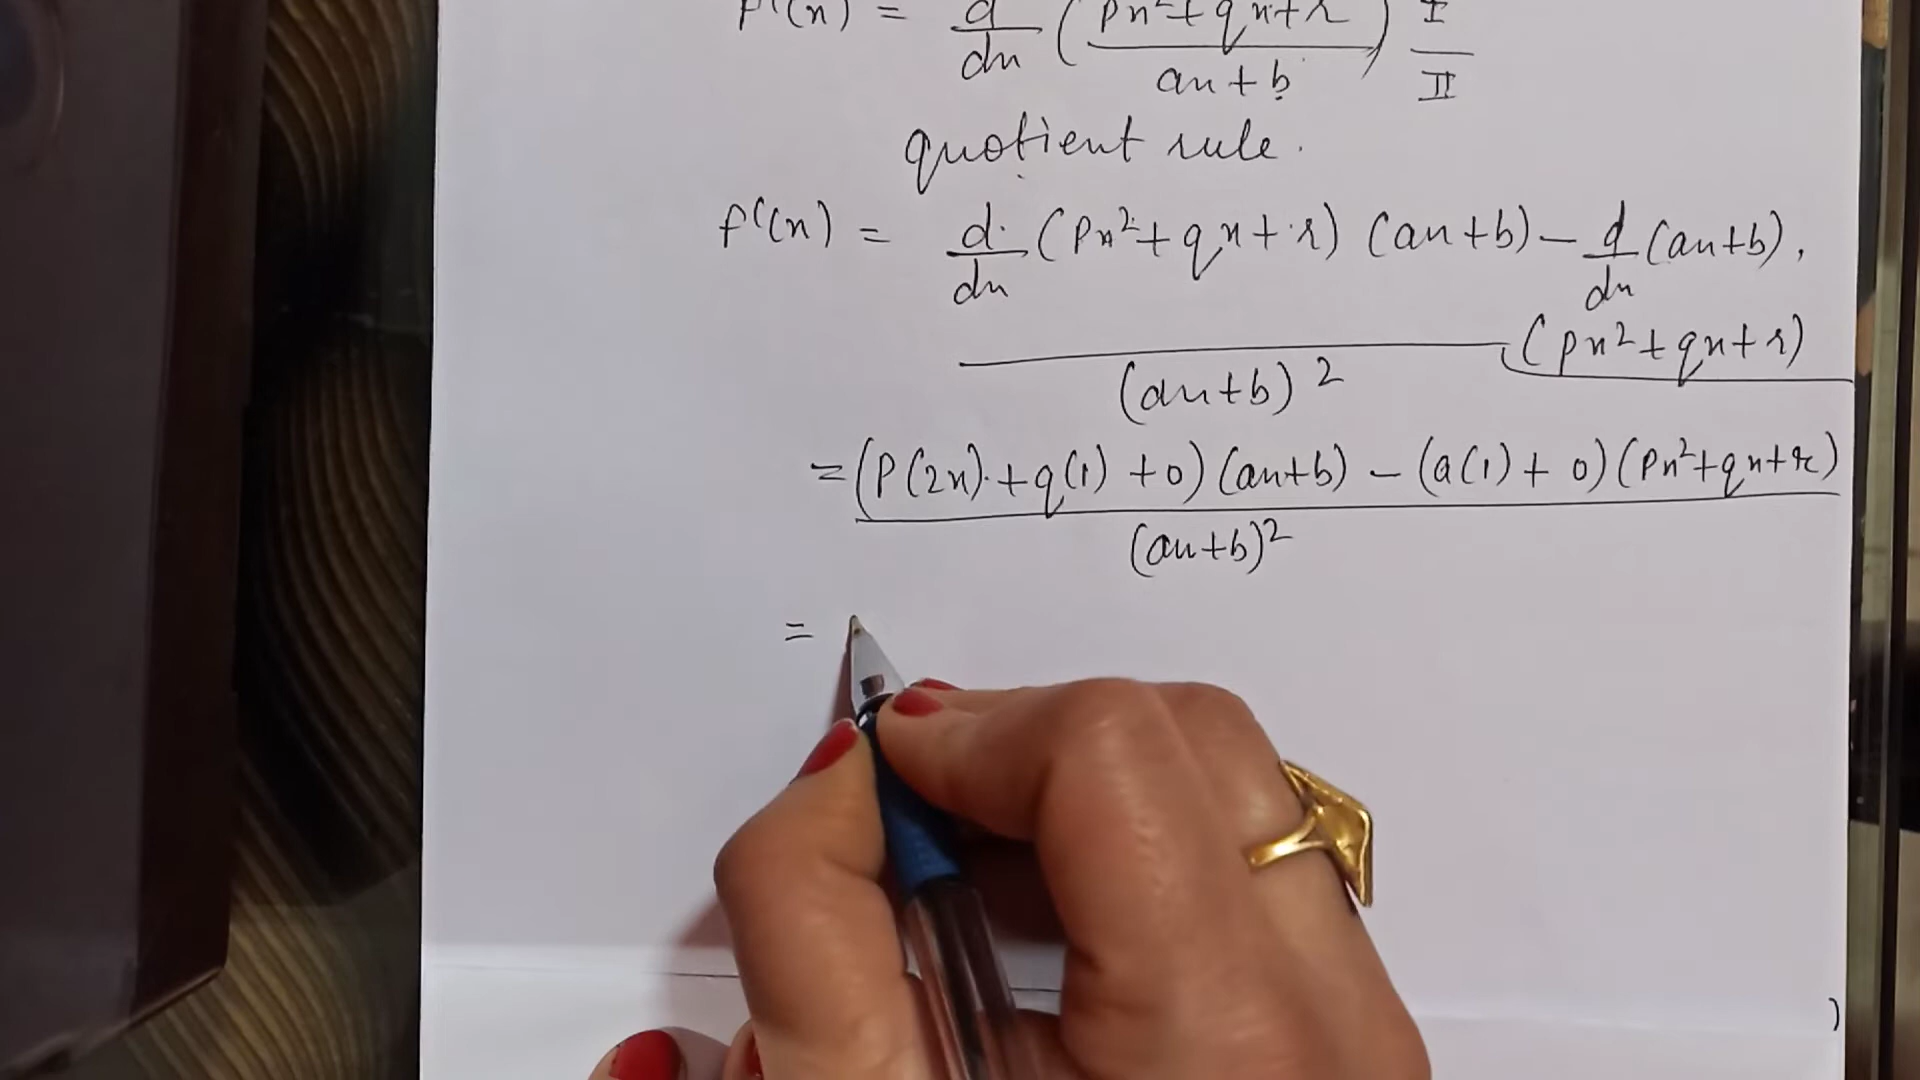 f'(x) = d/dx (px²+qx+r / ax+b) I/II
quotient rule.
f'(x) = d/dx (px²+qx+r) (ax+b) – d/dx (ax+b).
(px²+qx+r)
(ax+b)²
= (P(2x).+q(1) +0) (ax+b) – (a(1) + 0) (px²+qx+r)
(ax+b)²
=